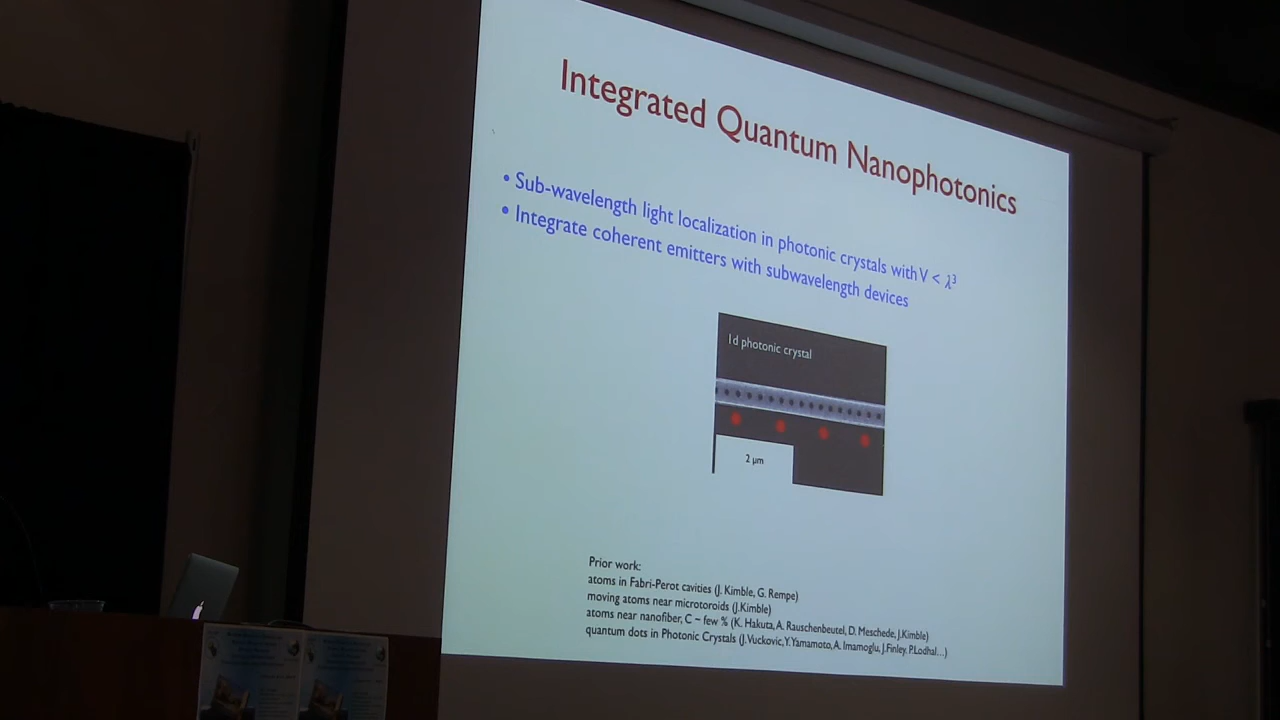 Integrated Quantum Nanophotonics
• Sub-wavelength light localization in photonic crystals with V < λ³
• Integrate coherent emitters with subwavelength devices
1d photonic crystal
2 μm
Prior work:
atoms in Fabri-Perot cavities (J. Kimble, G. Rempe)
moving atoms near microtoroids (J.Kimble)
atoms near nanofiber, C ~ few % (K. Hakuta, A. Rauschenbeutel, D. Meschede, J.Kimble)
quantum dots in Photonic Crystals (J. Vuckovic, Y. Yamamoto, A. Imamoglu, J.Finley. P.Lodhal...)